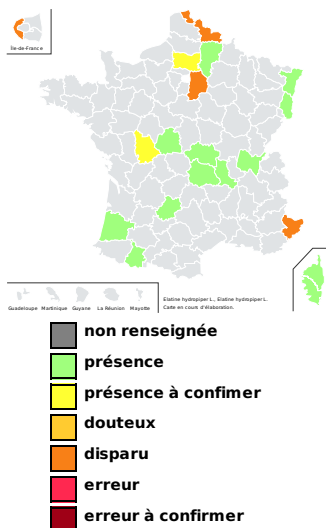 Île-de-France
Guadeloupe Martinique Guyane La Réunion Mayotte
Elatine hydropiper L., Elatine hydropiper L.
Carte en cours d'élaboration.
non renseignée
présence
présence à confimer
douteux
disparu
erreur
erreur à confirmer